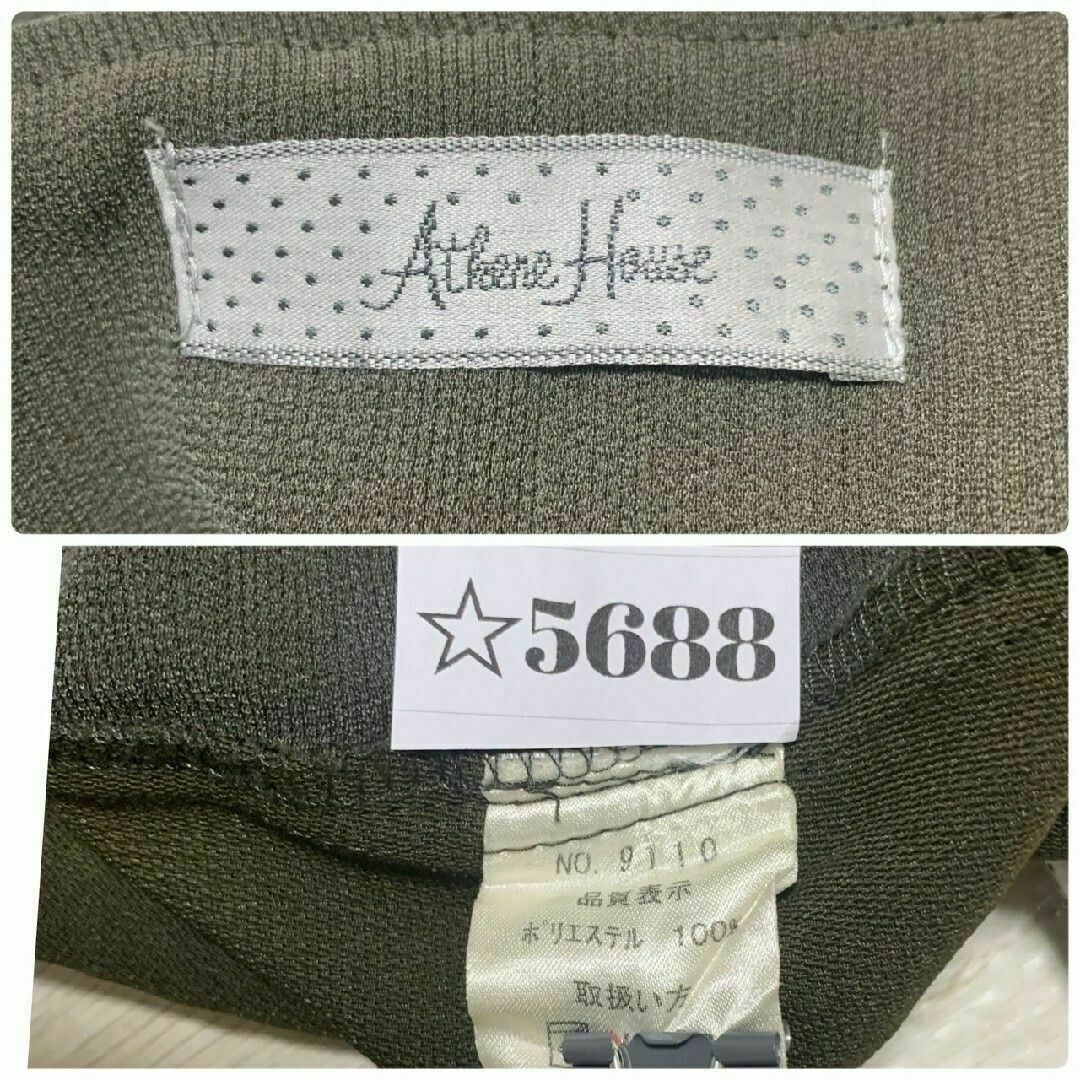 Athene House
☆5688
NO. 9110
品質表示
ポリエステル 100%
取扱い方